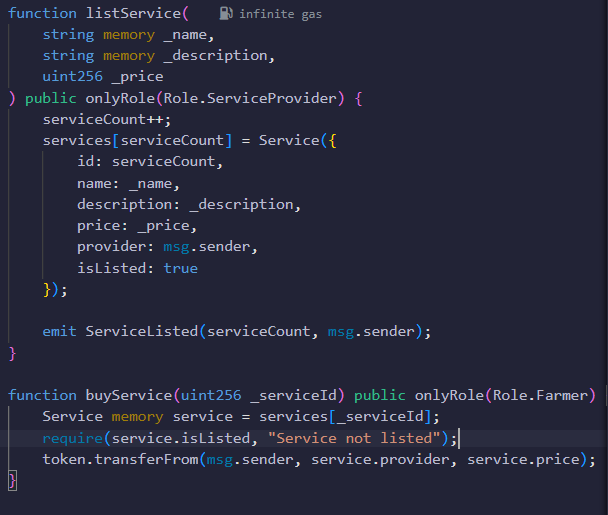 function listService(    infinite gas
    string memory _name,
    string memory _description,
    uint256 _price
) public onlyRole(Role.ServiceProvider) {
    serviceCount++;
    services[serviceCount] = Service({
        id: serviceCount,
        name: _name,
        description: _description,
        price: _price,
        provider: msg.sender,
        isListed: true
    });

    emit ServiceListed(serviceCount, msg.sender);
}

function buyService(uint256 _serviceId) public onlyRole(Role.Farmer)
    Service memory service = services[_serviceId];
    require(service.isListed, "Service not listed");
    token.transferFrom(msg.sender, service.provider, service.price);
}